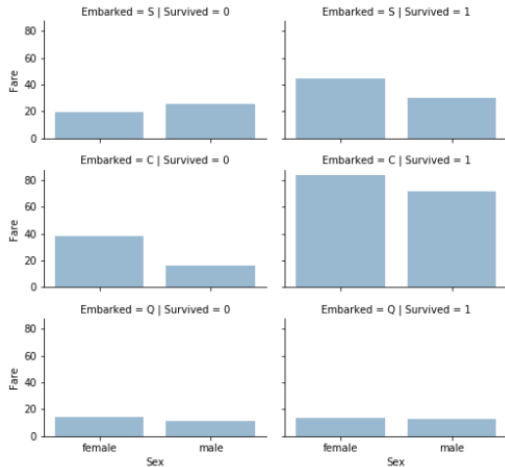 Embarked = S | Survived = 0
Embarked = S | Survived = 1
80
60
40
20
0
Fare
Embarked = C | Survived = 0
Embarked = C | Survived = 1
80
60
40
20
0
Fare
Embarked = Q | Survived = 0
Embarked = Q | Survived = 1
80
60
40
20
0
Fare
female male
Sex
female male
Sex